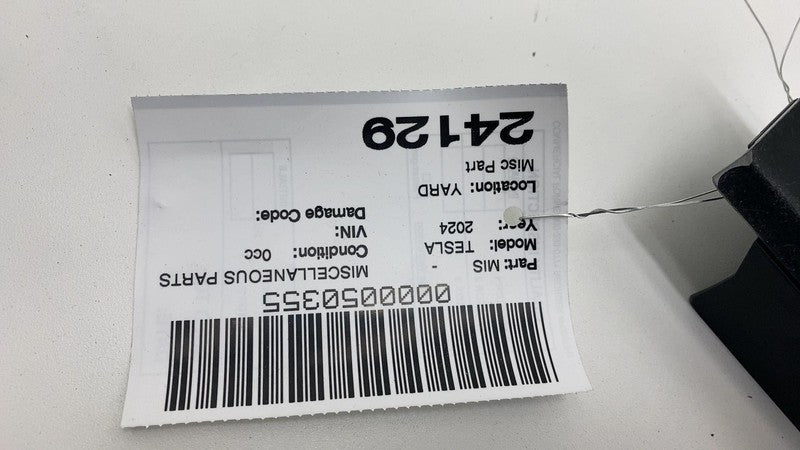 0000050355
Part: MIS - MISCELLANEOUS PARTS
Model: TESLA Condition: 0cc
Year: 2024 VIN:
Damage Code:
Location: YARD
Misc Part
24129